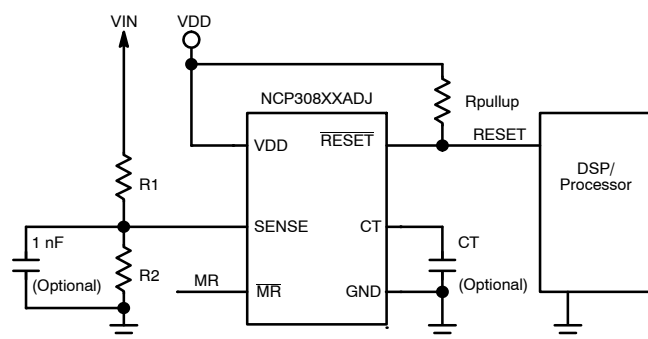 VIN
VDD
NCP308XXADJ
Rpullup
VDD
RESET
RESET
DSP/
Processor
R1
SENSE
CT
CT
1 nF
(Optional)
R2
MR
MR
GND
(Optional)